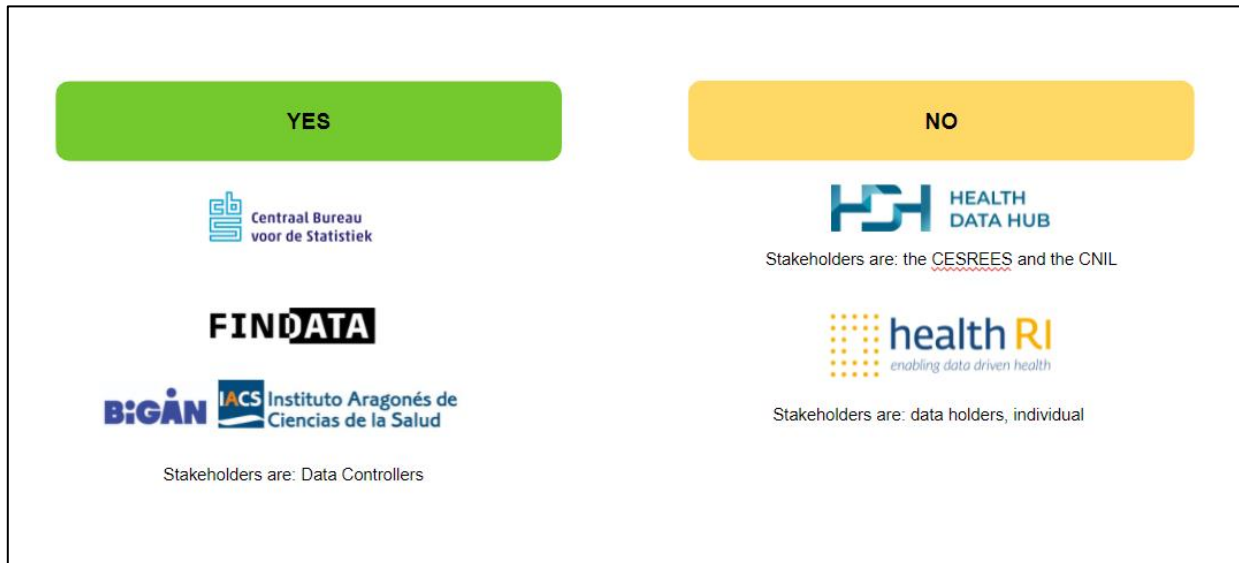 YES
Centraal Bureau
voor de Statistiek
FINDATA
BIGAN IACS Instituto Aragonés de
Ciencias de la Salud
Stakeholders are: Data Controllers
NO
HDH HEALTH
DATA HUB
Stakeholders are: the CESREES and the CNIL
health RI
enabling data driven health
Stakeholders are: data holders, individual